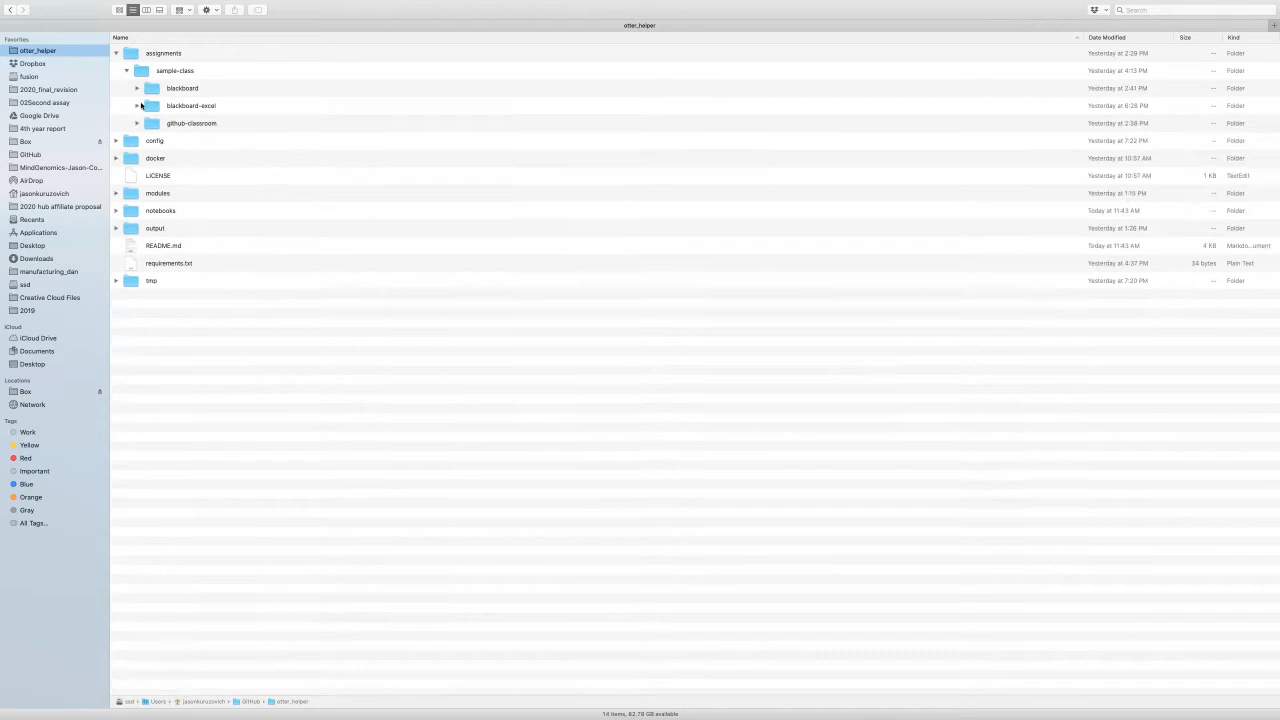 Search
otter_helper
Favorites
otter_helper
Dropbox
fusion
2020_final_revision
02Second assay
Google Drive
4th year report
Box
GitHub
MindGenomics-Jason-Co...
AirDrop
jasonkuruzovich
2020 hub affiliate proposal
Recents
Applications
Desktop
Downloads
manufacturing_dan
ssd
Creative Cloud Files
2019
iCloud
iCloud Drive
Documents
Desktop
Locations
Box
Network
Tags
Work
Yellow
Red
Important
Blue
Orange
Gray
All Tags...
Name Date Modified Size Kind
assignments Yesterday at 2:29 PM -- Folder
sample-class Yesterday at 4:13 PM -- Folder
blackboard Yesterday at 2:41 PM -- Folder
blackboard-excel Yesterday at 6:28 PM -- Folder
github-classroom Yesterday at 2:38 PM -- Folder
config Yesterday at 7:22 PM -- Folder
docker Yesterday at 10:57 AM -- Folder
LICENSE Yesterday at 10:57 AM 1 KB TextEdit
modules Yesterday at 1:15 PM -- Folder
notebooks Today at 11:43 AM -- Folder
output Yesterday at 1:26 PM -- Folder
README.md Today at 11:43 AM 4 KB Markdo...ument
requirements.txt Yesterday at 4:37 PM 34 bytes Plain Text
tmp Yesterday at 7:20 PM -- Folder
ssd › Users › jasonkuruzovich › GitHub › otter_helper
14 items, 62.78 GB available